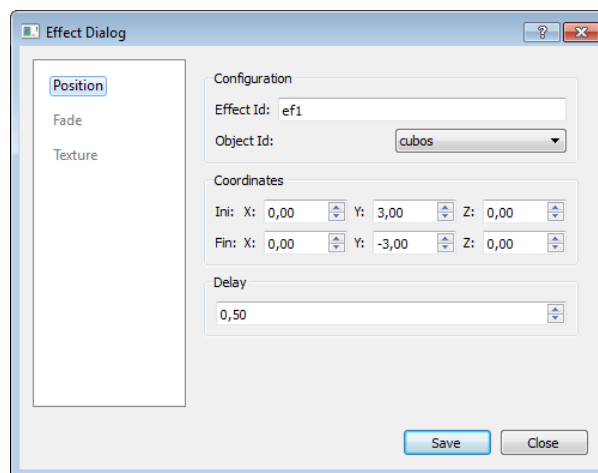 Effect Dialog
Position
Fade
Texture
Configuration
Effect Id: ef1
Object Id: cubos
Coordinates
Ini: X: 0,00 Y: 3,00 Z: 0,00
Fin: X: 0,00 Y: -3,00 Z: 0,00
Delay
0,50
Save Close